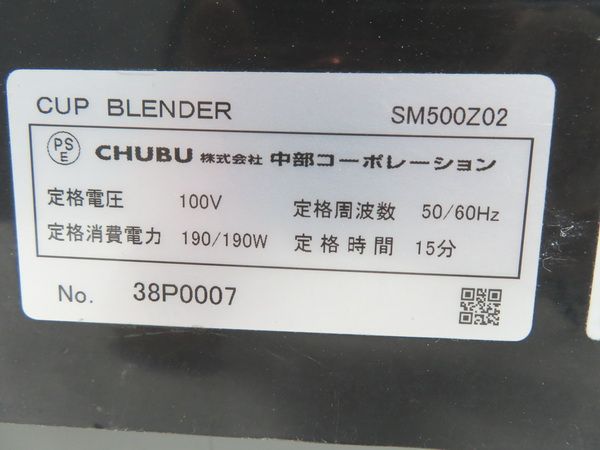 CUP BLENDER SM500Z02
PS E CHUBU 株式会社 中部コーポレーション
定格電圧 100V 定格周波数 50/60Hz
定格消費電力 190/190W 定格時間 15分
No. 38P0007